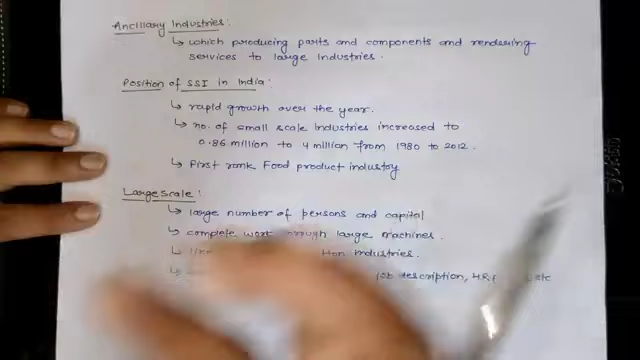 Ancillary Industries:
↳ which producing parts and components and rendering
services to large Industries.
Position of SSI in India:
↳ rapid growth over the year.
↳ no. of small scale Industries increased to
0.86 million to 4 million from 1980 to 2012.
↳ First rank Food product industry
Large Scale:
↳ large number of persons and capital
↳ complete work through large machines.
↳ Industries.
↳ job description, H.R. etc